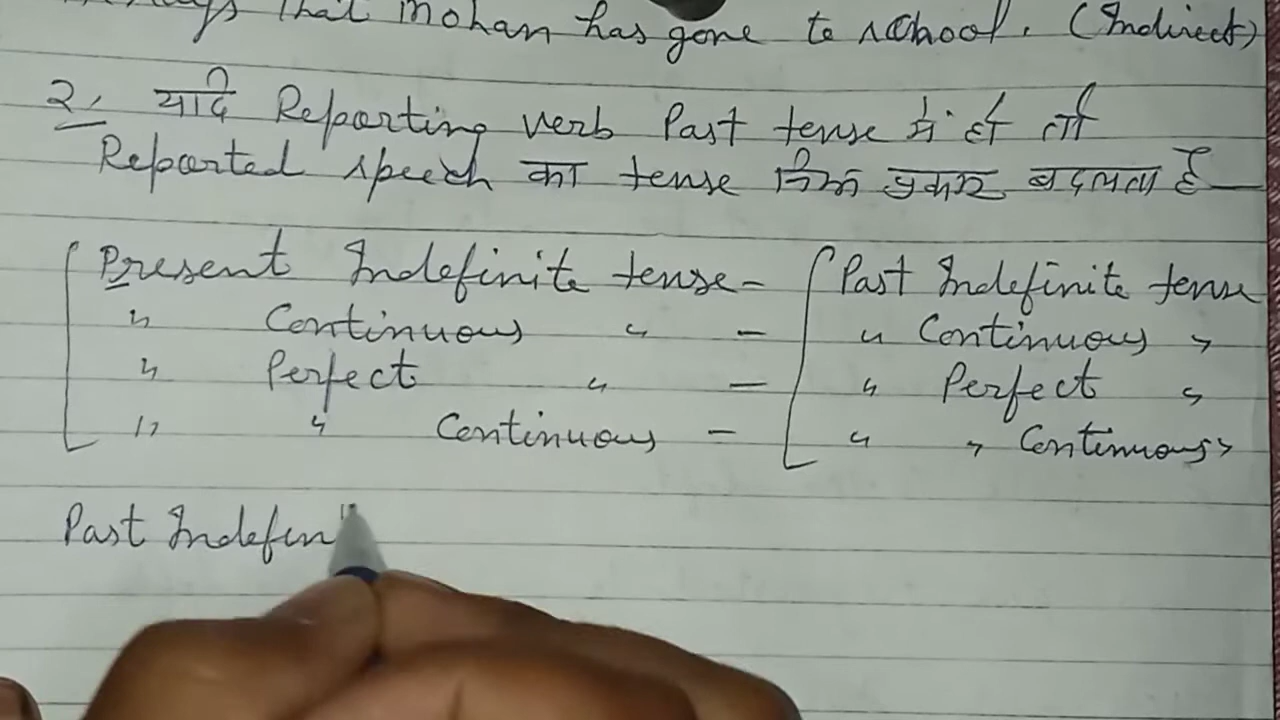 that Mohan has gone to school. (Indirect)
2, यदि Reporting verb Past tense में हो तो
Reported speech का tense निम्न प्रकार बदलता है
Present Indefinite tense - Past Indefinite tense
" Continuous " - " Continuous "
" Perfect " - " Perfect "
" " Continuous - " " Continuous "
Past Indefin